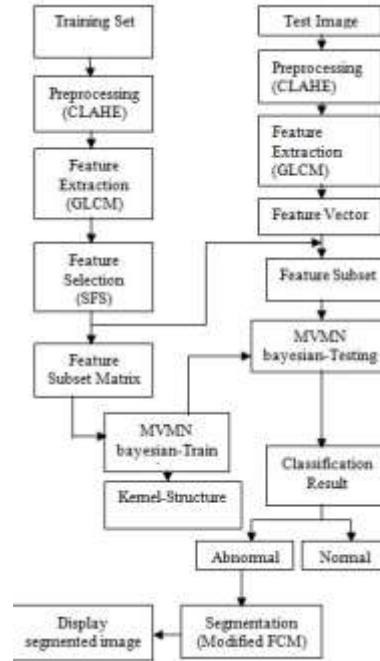 Training Set
Preprocessing
(CLAHE)
Feature
Extraction
(GLCM)
Feature
Selection
(SFS)
Feature
Subset Matrix
MVMN
bayesian-Train
Kernel-Structure
Test Image
Preprocessing
(CLAHE)
Feature
Extraction
(GLCM)
Feature Vector
Feature Subset
MVMN
bayesian-Testing
Classification
Result
Abnormal
Normal
Segmentation
(Modified FCM)
Display
segmented image